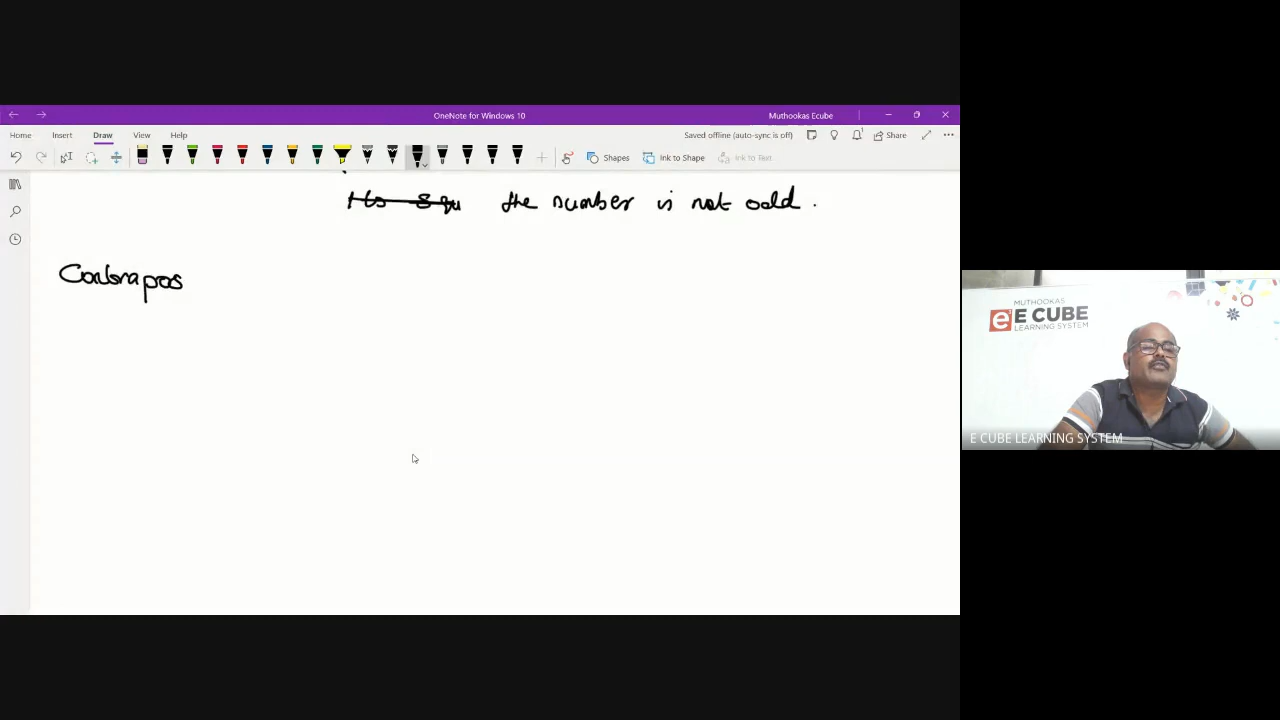 OneNote for Windows 10
Muthookas Ecube
Home Insert Draw View Help
Saved offline (auto-sync is off) Share
Shapes Ink to Shape Ink to Text
Its Squ the number is not odd .
Contrapos
MUTHOOKAS
e E CUBE
LEARNING SYSTEM
E CUBE LEARNING SYSTEM